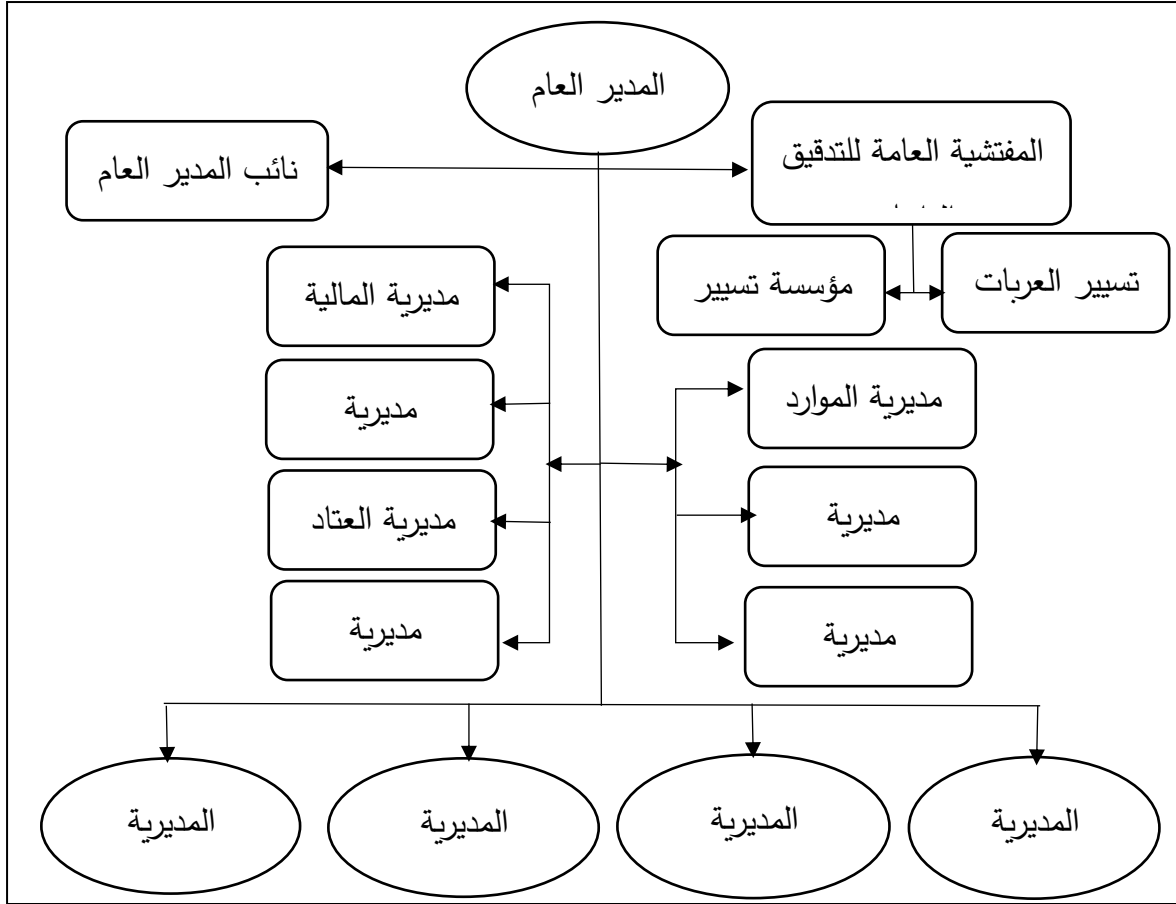 المدير العام
المفتشية العامة للتدقيق
نائب المدير العام
تسيير العربات
مؤسسة تسيير
مديرية المالية
مديرية الموارد
مديرية
مديرية
مديرية العتاد
مديرية
مديرية
المديرية
المديرية
المديرية
المديرية